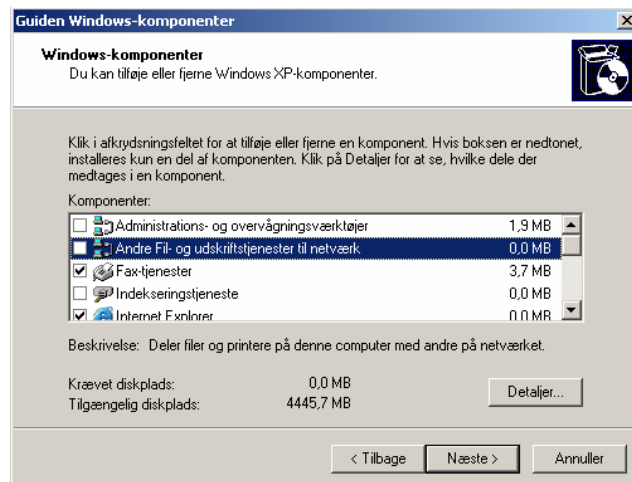 Guiden Windows-komponenter
Windows-komponenter
Du kan tilføje eller fjerne Windows XP-komponenter.
Klik i afkrydsningsfeltet for at tilføje eller fjerne en komponent. Hvis boksen er nedtonet,
installeres kun en del af komponenten. Klik på Detaljer for at se, hvilke dele der
medtages i en komponent.
Komponenter:
Administrations- og overvågningsværktøjer 1,9 MB
Andre Fil- og udskriftstjenester til netværk 0,0 MB
Fax-tjenester 3,7 MB
Indekseringstjeneste 0,0 MB
Internet Explorer 0,0 MB
Beskrivelse: Deler filer og printere på denne computer med andre på netværket.
Krævet diskplads: 0,0 MB
Tilgængelig diskplads: 4445,7 MB
Detaljer...
< Tilbage Næste > Annuller